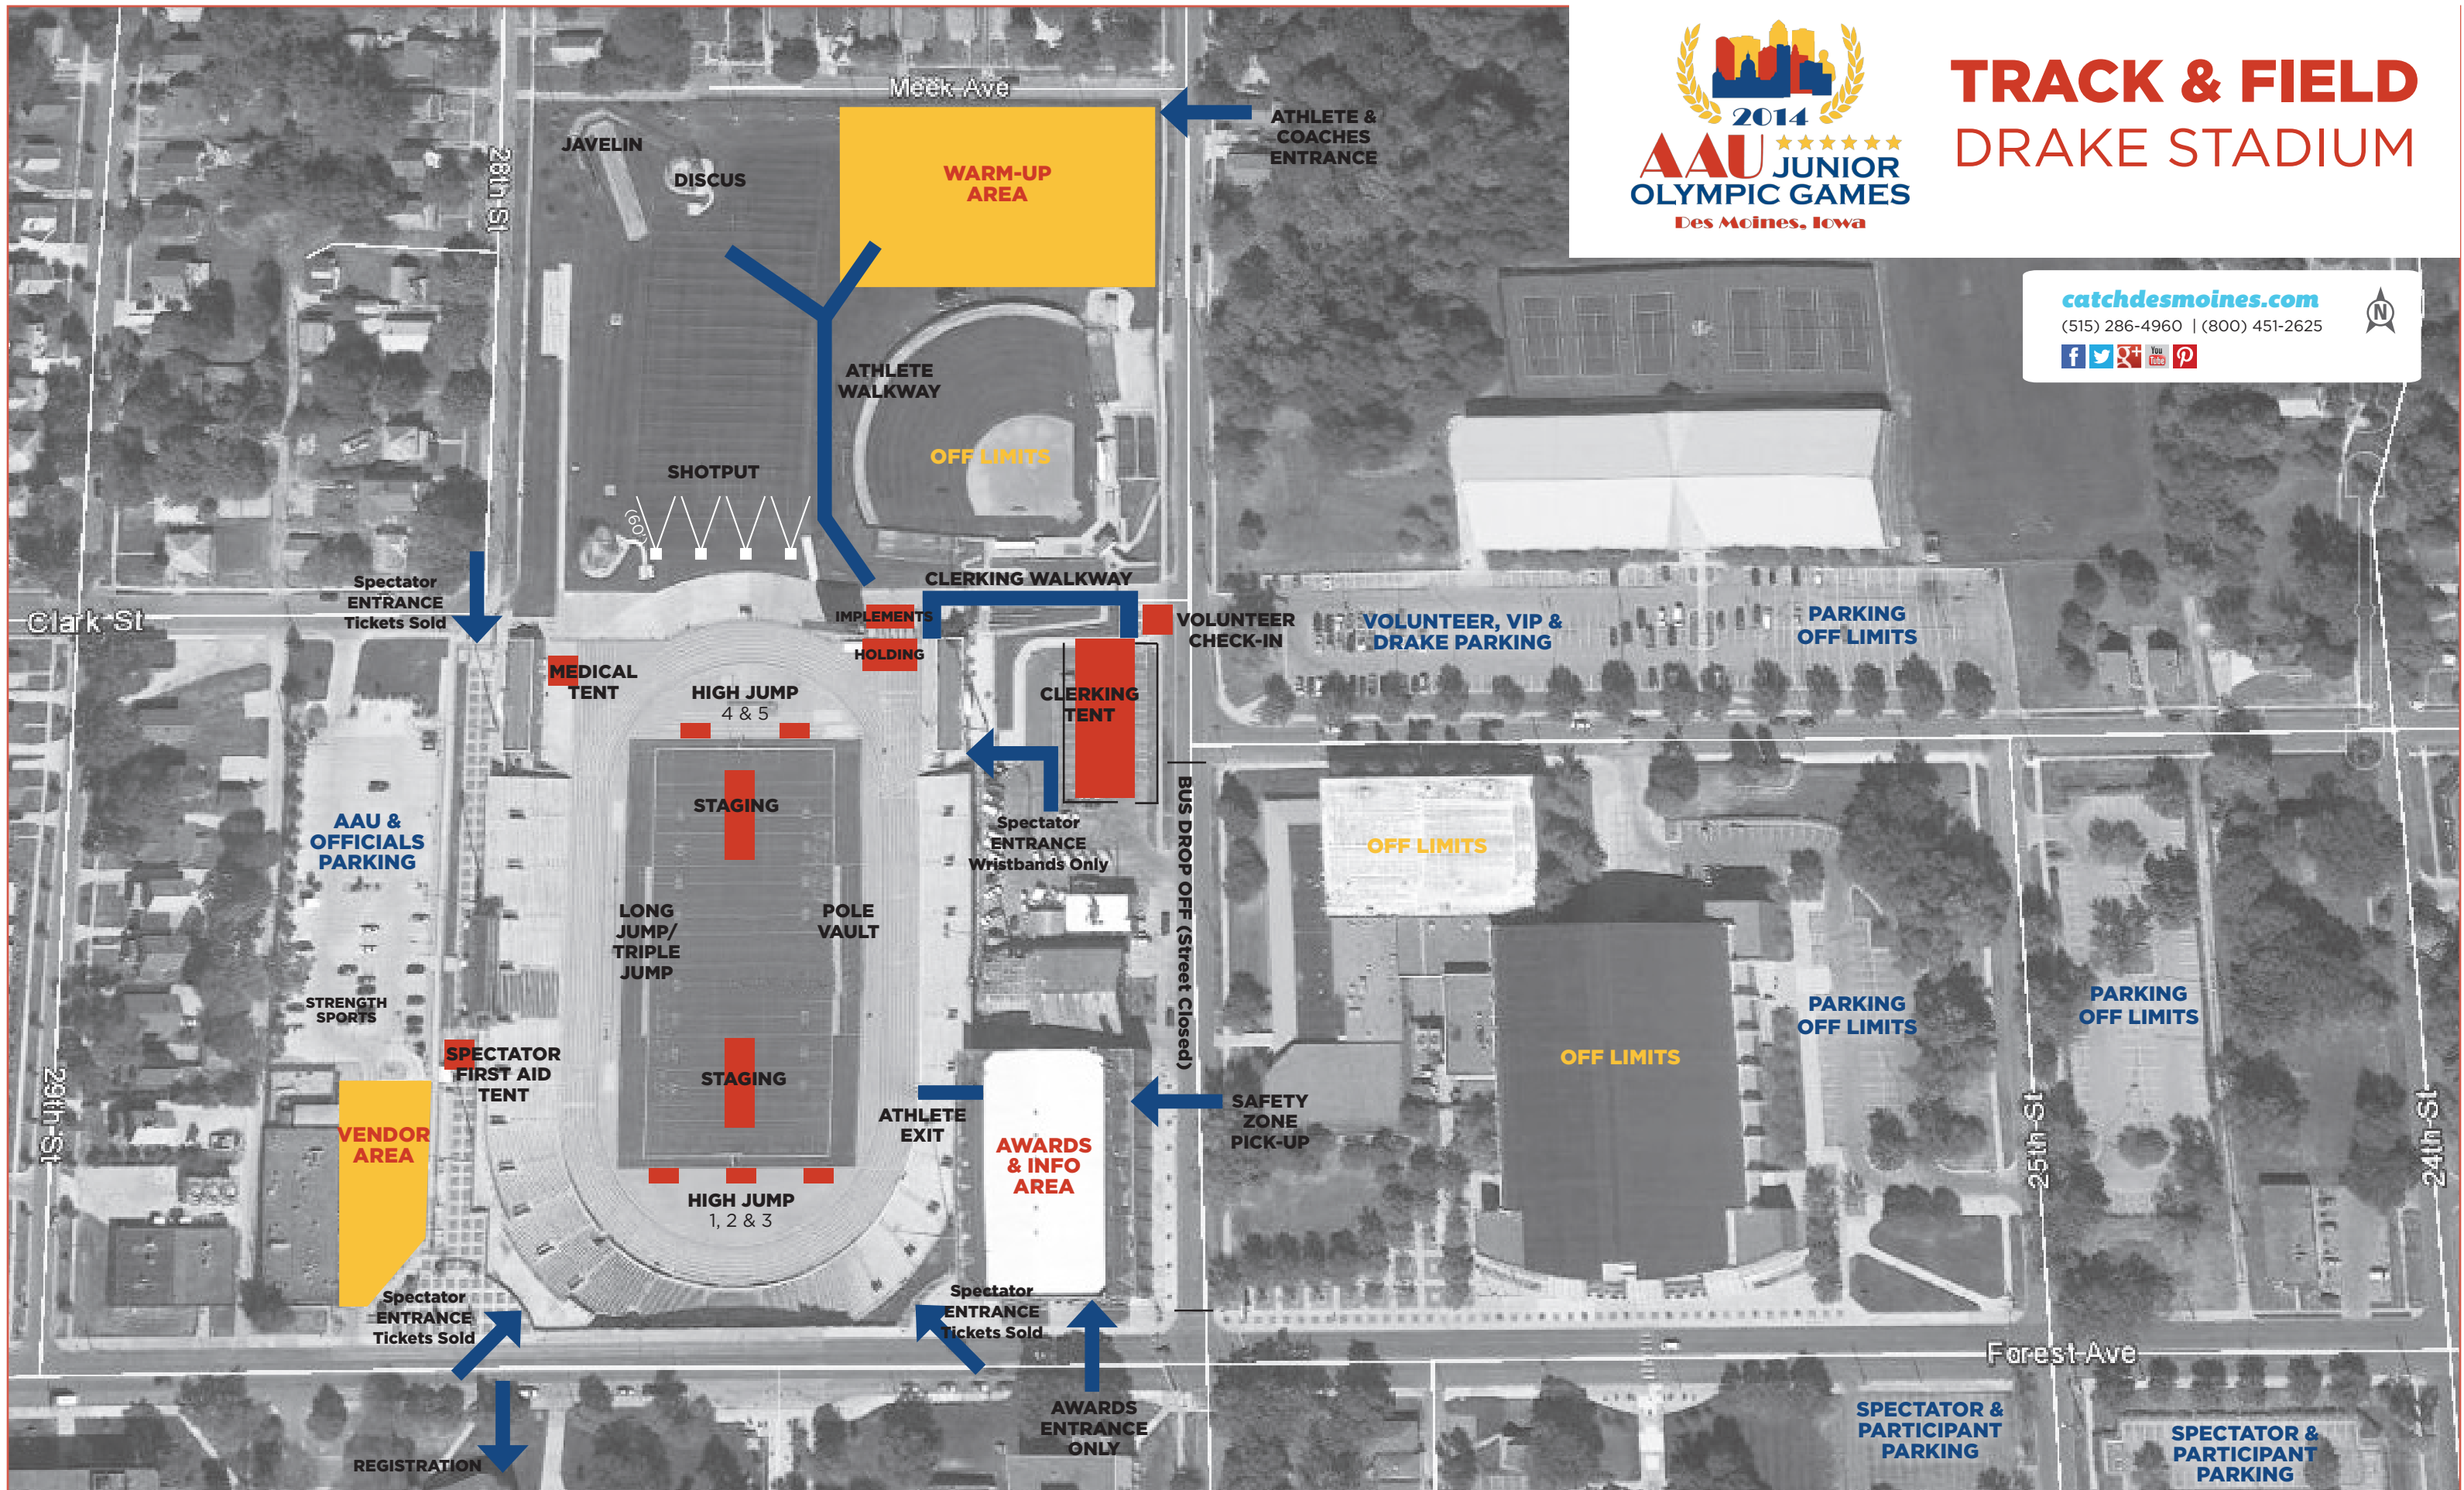 2014
AAU JUNIOR
OLYMPIC GAMES
Des Moines, Iowa
TRACK & FIELD
DRAKE STADIUM
catchdesmoines.com
(515) 286-4960 | (800) 451-2625
f
g+
You
Tube
N
Meek Ave
ATHLETE &
COACHES
ENTRANCE
JAVELIN
DISCUS
WARM-UP
AREA
28th St
ATHLETE
WALKWAY
OFF LIMITS
SHOTPUT
(60')
CLERKING WALKWAY
Spectator
ENTRANCE
Tickets Sold
Clark St
IMPLEMENTS
HOLDING
VOLUNTEER
CHECK-IN
VOLUNTEER, VIP &
DRAKE PARKING
PARKING
OFF LIMITS
MEDICAL
TENT
HIGH JUMP
4 & 5
CLERKING
TENT
STAGING
AAU &
OFFICIALS
PARKING
Spectator
ENTRANCE
Wristbands Only
BUS DROP OFF (Street Closed)
OFF LIMITS
LONG
JUMP/
TRIPLE
JUMP
POLE
VAULT
STRENGTH
SPORTS
PARKING
OFF LIMITS
PARKING
OFF LIMITS
SPECTATOR
FIRST AID
TENT
STAGING
OFF LIMITS
29th St
VENDOR
AREA
ATHLETE
EXIT
AWARDS
& INFO
AREA
SAFETY
ZONE
PICK-UP
25th St
24th St
HIGH JUMP
1, 2 & 3
Spectator
ENTRANCE
Tickets Sold
Spectator
ENTRANCE
Tickets Sold
Forest Ave
REGISTRATION
AWARDS
ENTRANCE
ONLY
SPECTATOR &
PARTICIPANT
PARKING
SPECTATOR &
PARTICIPANT
PARKING